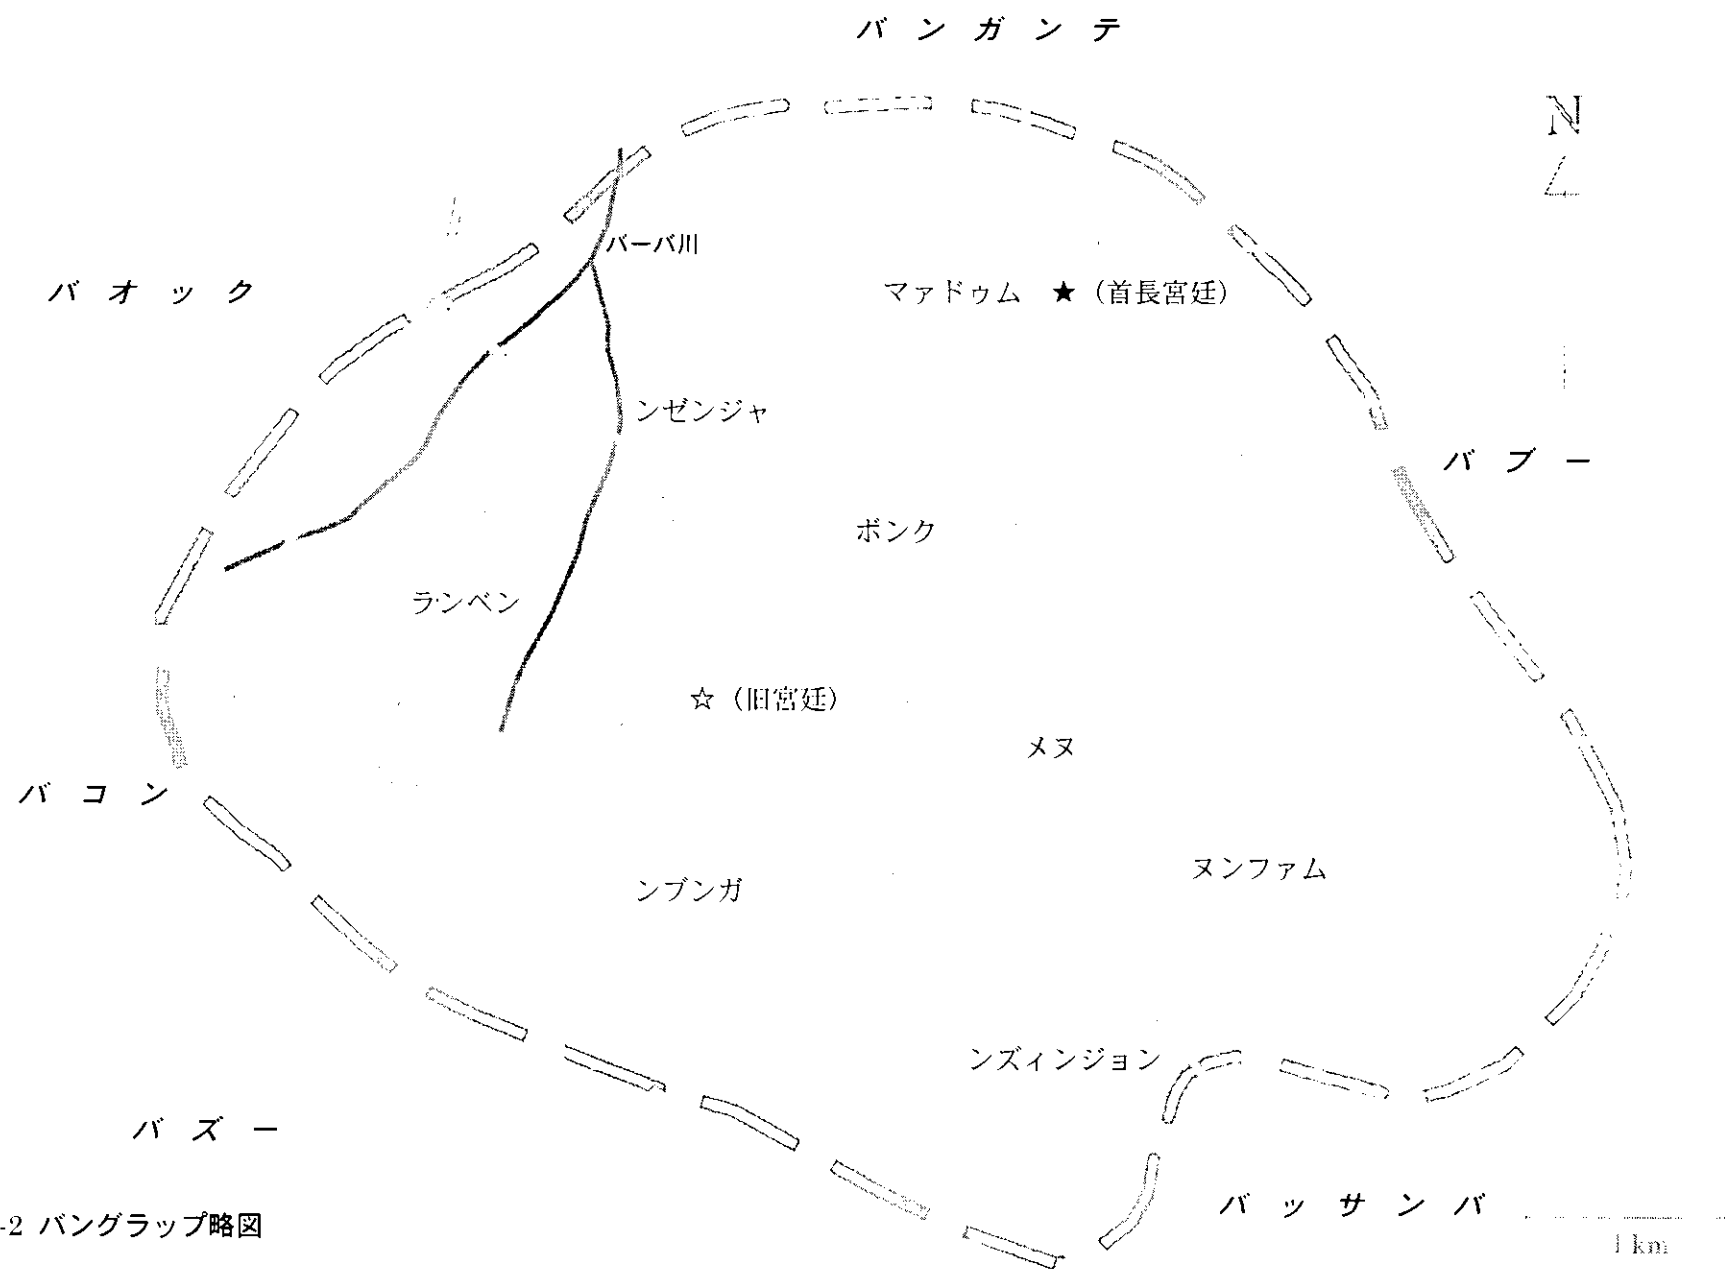 バンガンテ
N
バーバ川
バオック
マァドゥム ★（首長宮廷）
ンゼンジャ
バブー
ボンク
ランベン
☆（旧宮廷）
メヌ
バコン
ヌンファム
ンブンガ
ンズィンジョン
バズー
バッサンバ
-2 バングラップ略図
1 km